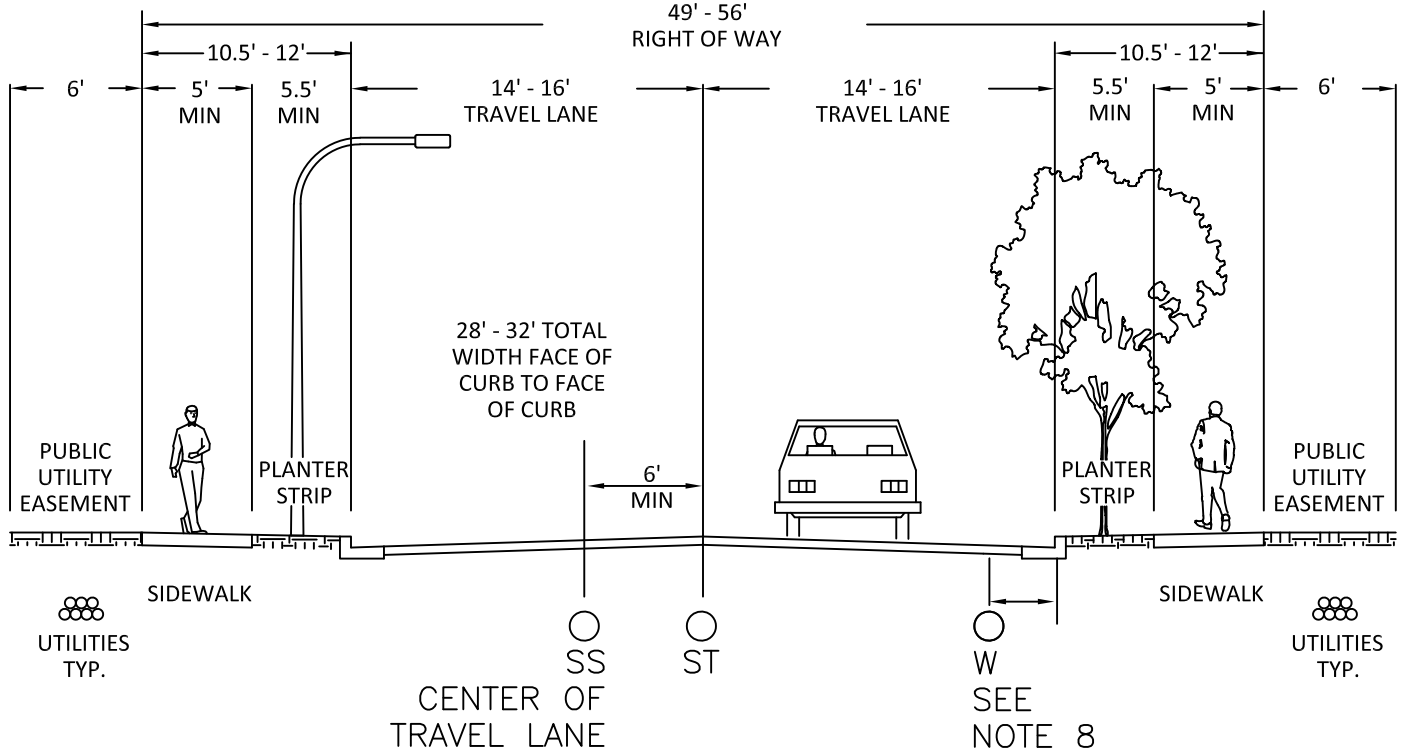 49' - 56'
RIGHT OF WAY
10.5' - 12'
10.5' - 12'
6'
5'
MIN
5.5'
MIN
14' - 16'
TRAVEL LANE
14' - 16'
TRAVEL LANE
5.5'
MIN
5'
MIN
6'
28' - 32' TOTAL
WIDTH FACE OF
CURB TO FACE
OF CURB
PUBLIC
UTILITY
EASEMENT
PLANTER
STRIP
6'
MIN
PLANTER
STRIP
PUBLIC
UTILITY
EASEMENT
SIDEWALK
SIDEWALK
UTILITIES
TYP.
SS
CENTER OF
TRAVEL LANE
ST
W
SEE
NOTE 8
UTILITIES
TYP.